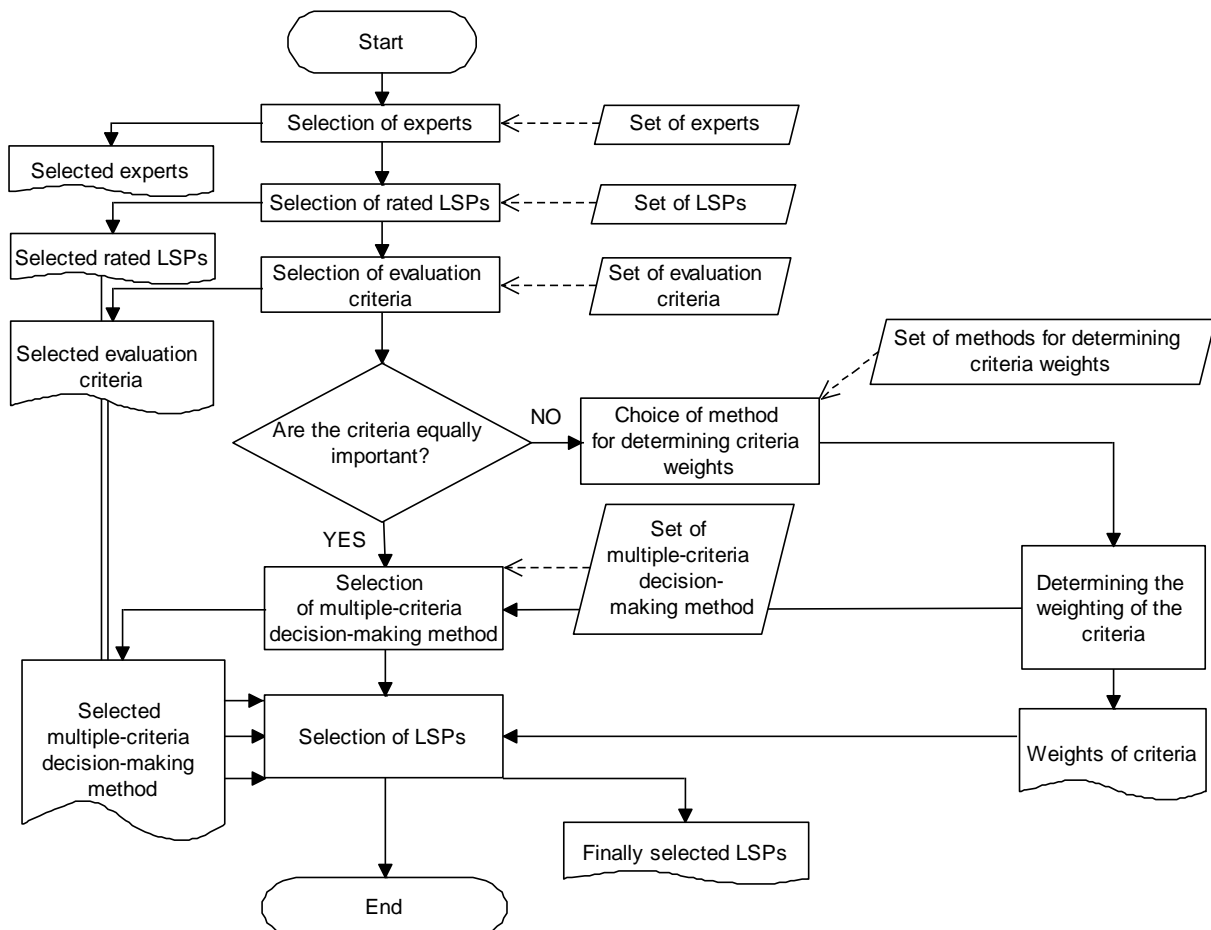 Start
Selection of experts
Set of experts
Selected experts
Selection of rated LSPs
Set of LSPs
Selected rated LSPs
Selection of evaluation
criteria
Set of evaluation
criteria
Selected evaluation
criteria
Set of methods for determining
criteria weights
Are the criteria equally
important?
NO
Choice of method
for determining criteria
weights
YES
Set of
multiple-criteria
decision-
making method
Selection
of multiple-criteria
decision-making method
Determining the
weighting of the
criteria
Selected
multiple-criteria
decision-making
method
Selection of LSPs
Weights of criteria
Finally selected LSPs
End